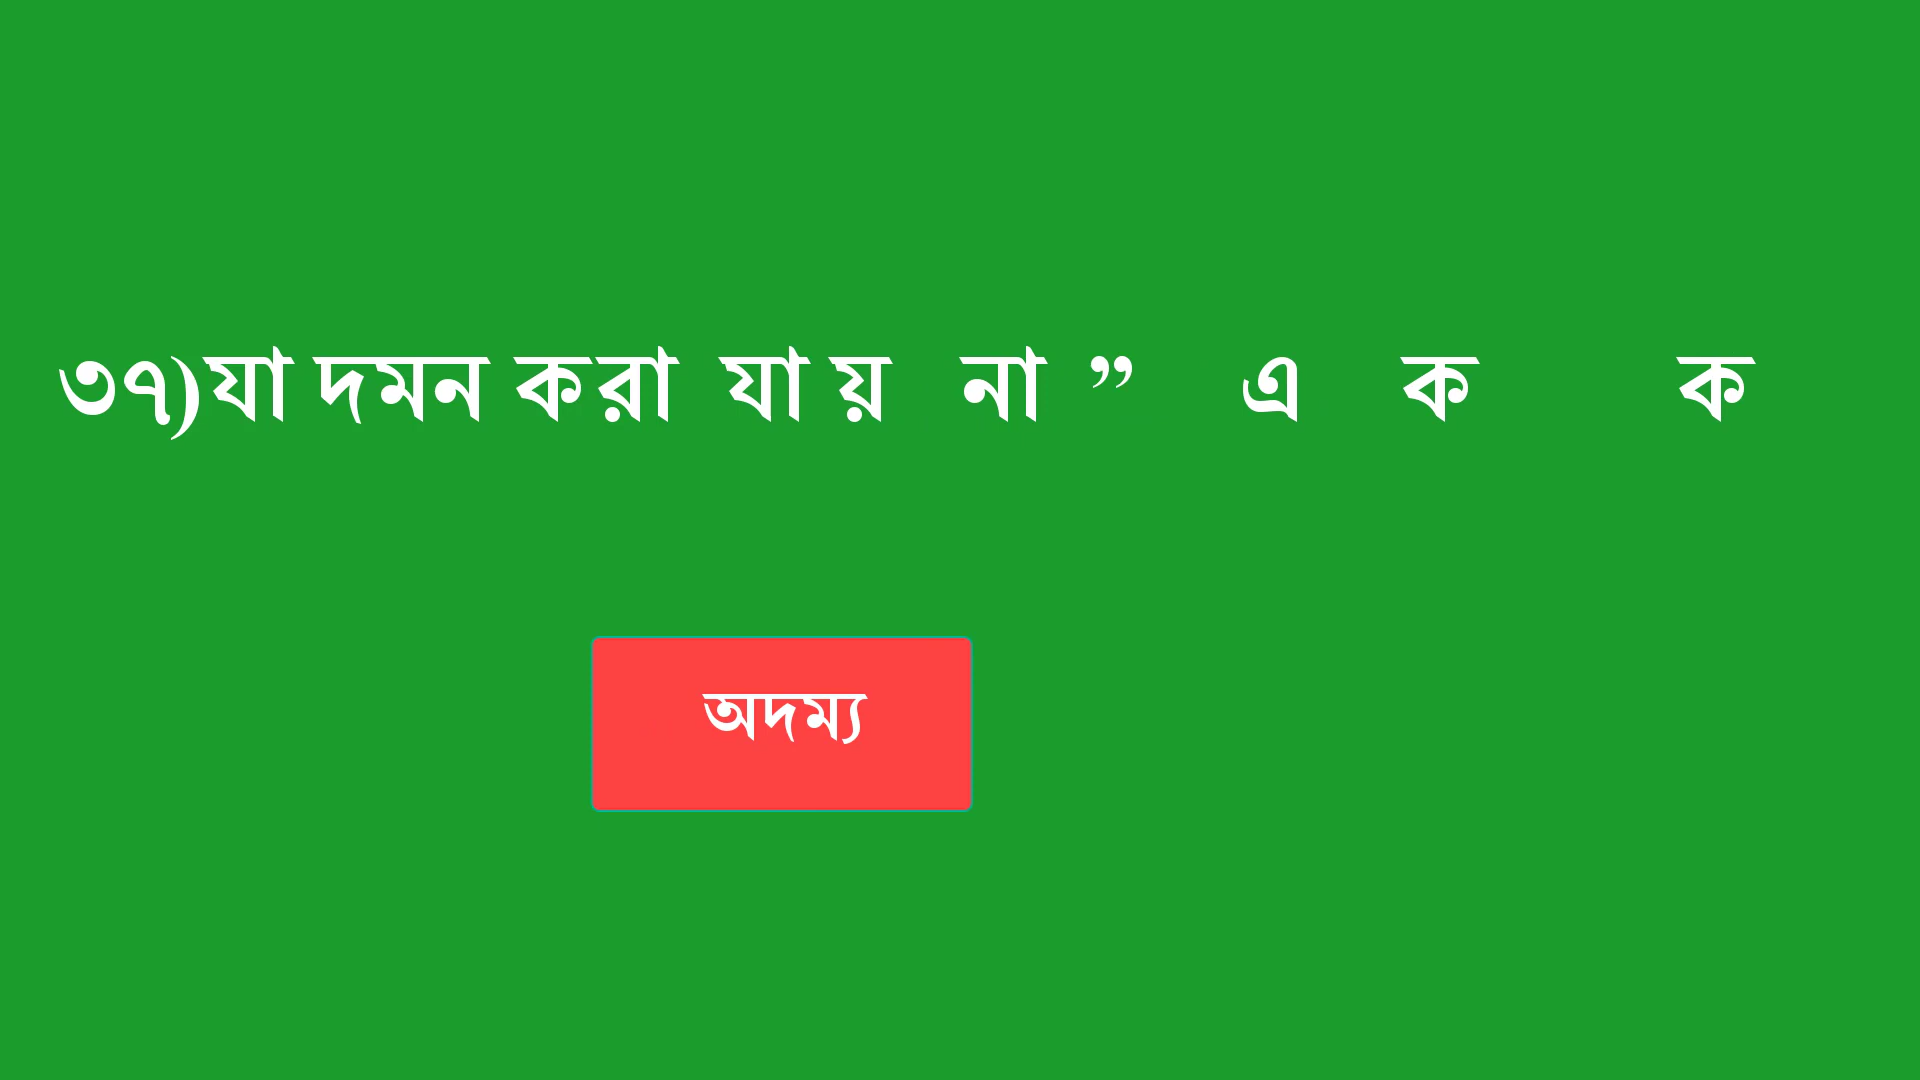 ৩৭)যা দমন করা যায় না ” এ ক ক
অদম্য